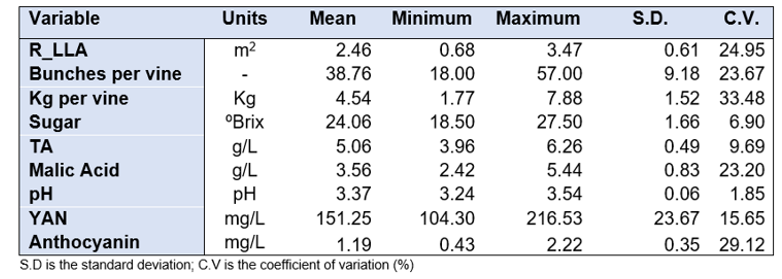 Variable Units Mean Minimum Maximum S.D. C.V.
R_LLA m² 2.46 0.68 3.47 0.61 24.95
Bunches per vine - 38.76 18.00 57.00 9.18 23.67
Kg per vine Kg 4.54 1.77 7.88 1.52 33.48
Sugar ºBrix 24.06 18.50 27.50 1.66 6.90
TA g/L 5.06 3.96 6.26 0.49 9.69
Malic Acid g/L 3.56 2.42 5.44 0.83 23.20
pH pH 3.37 3.24 3.54 0.06 1.85
YAN mg/L 151.25 104.30 216.53 23.67 15.65
Anthocyanin mg/L 1.19 0.43 2.22 0.35 29.12
S.D is the standard deviation; C.V is the coefficient of variation (%)